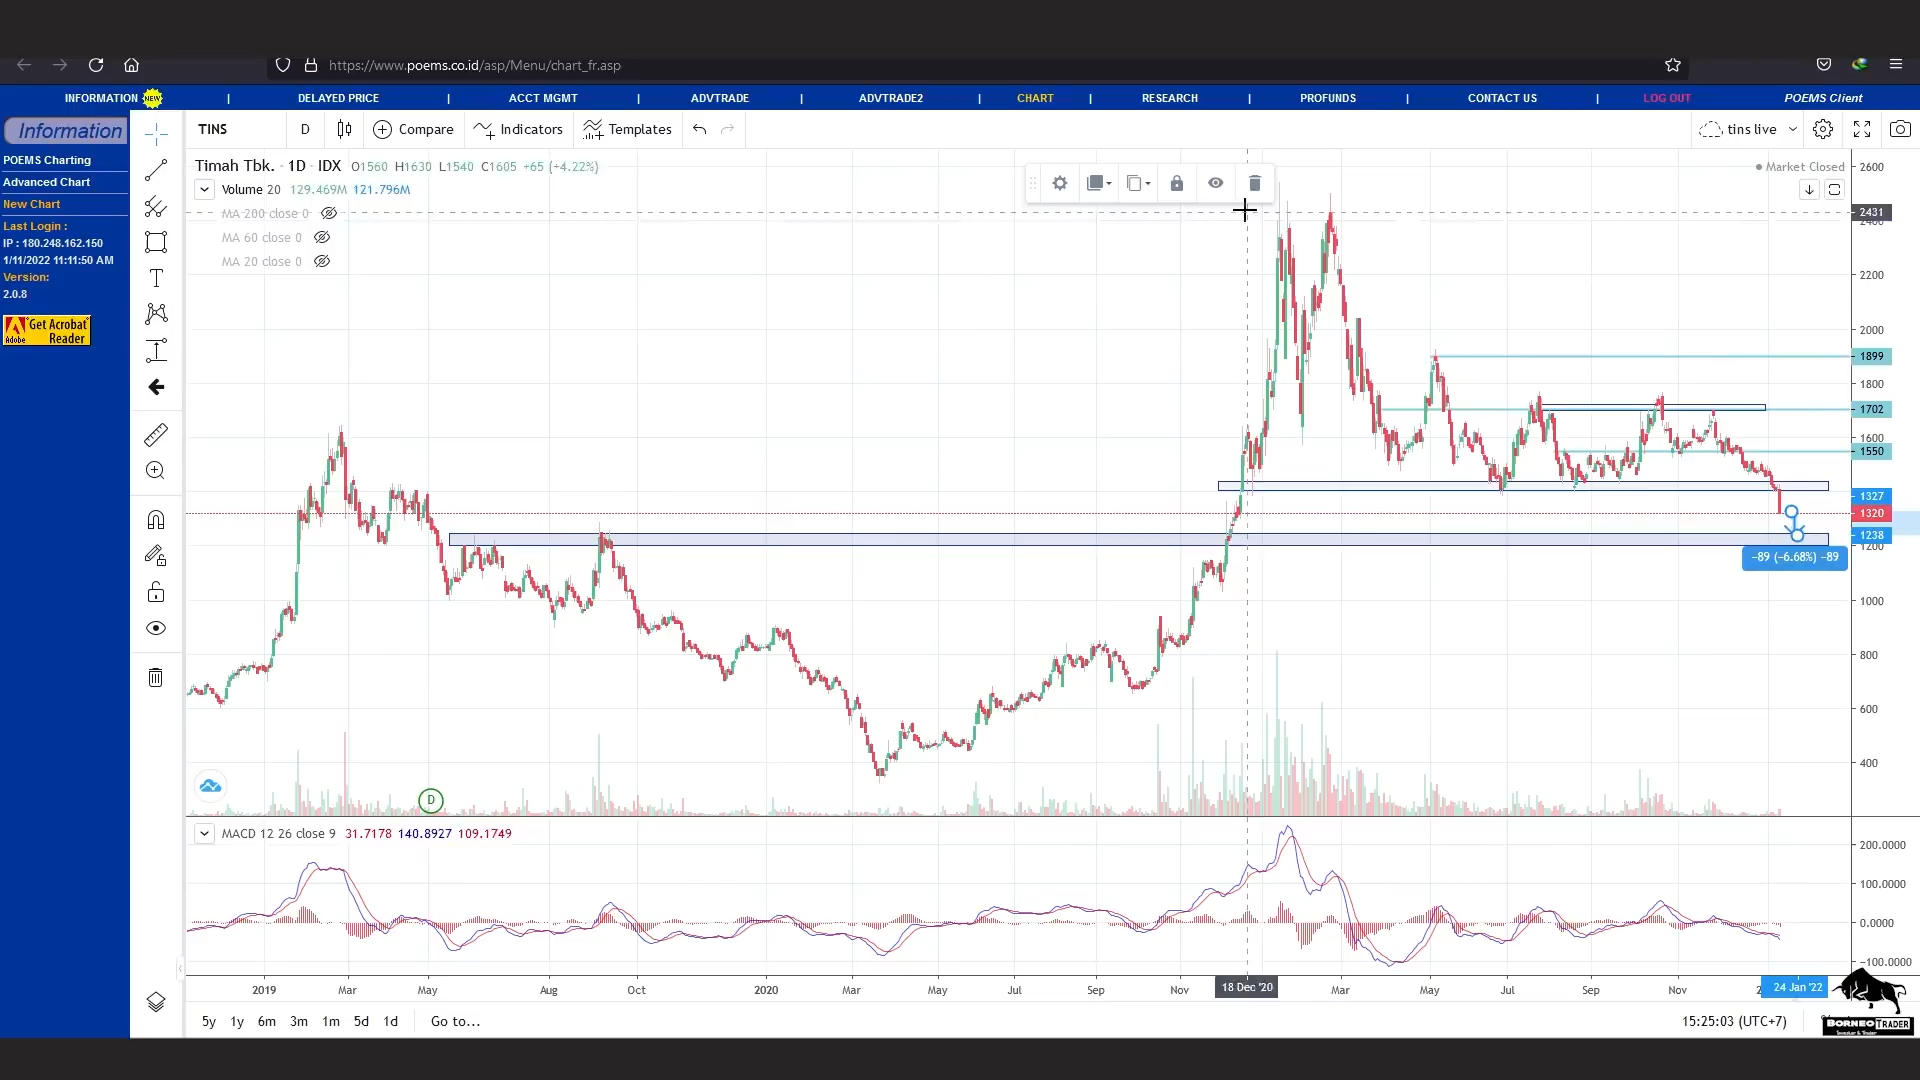 https://www.poems.co.id/asp/Menu/chart_fr.asp
INFORMATION NEW | DELAYED PRICE | ACCT MGMT | ADVTRADE | ADVTRADE2 | CHART | RESEARCH | PROFUNDS | CONTACT US | LOG OUT POEMS Client
Information
POEMS Charting
Advanced Chart
New Chart
Last Login :
IP : 180.248.162.150
1/11/2022 11:11:50 AM
Version:
2.0.8
Get Acrobat
Adobe Reader
TINS D Compare Indicators Templates tins live
Timah Tbk. · 1D · IDX O1560 H1630 L1540 C1605 +65 (+4.22%)
Market Closed
Volume 20 129.469M 121.796M
MA 200 close 0
MA 60 close 0
MA 20 close 0
2600
2431
2200
2000
1899
1800
1702
1600
1550
1327
1320
1238
1200
−89 (−6.68%) −89
1000
800
600
400
D
MACD 12 26 close 9 31.7178 140.8927 109.1749
200.0000
100.0000
0.0000
−100.0000
2019 Mar May Aug Oct 2020 Mar May Jul Sep Nov 18 Dec '20 Mar May Jul Sep Nov 24 Jan '22
5y 1y 6m 3m 1m 5d 1d Go to... 15:25:03 (UTC+7)
BORNEO TRADER